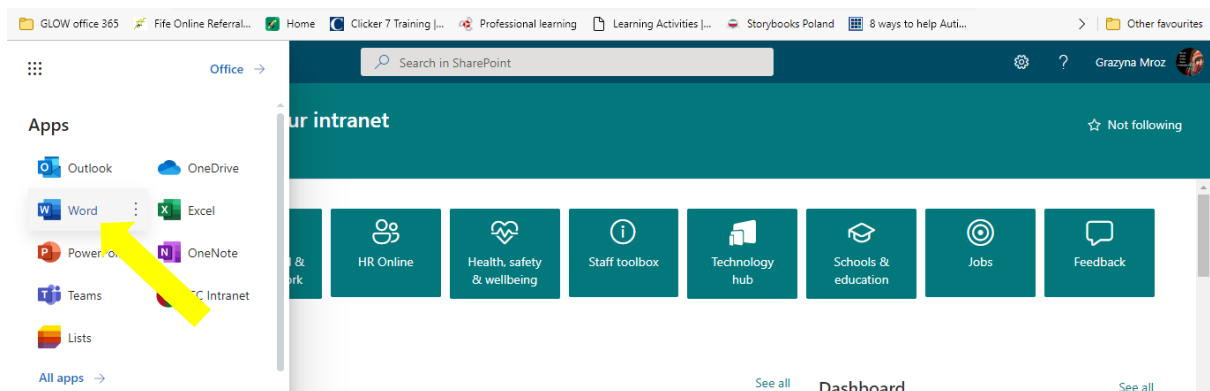 GLOW office 365 Fife Online Referral... Home Clicker 7 Training |... Professional learning Learning Activities |... Storybooks Poland 8 ways to help Auti... Other favourites
Office → Search in SharePoint ? Grazyna Mroz
Apps ur intranet Not following
Outlook OneDrive
Word Excel
PowerPo OneNote
& HR Online Health, safety Staff toolbox Technology Schools & Jobs Feedback
& wellbeing hub education
Teams C Intranet
Lists
All apps → See all Dashboard See all